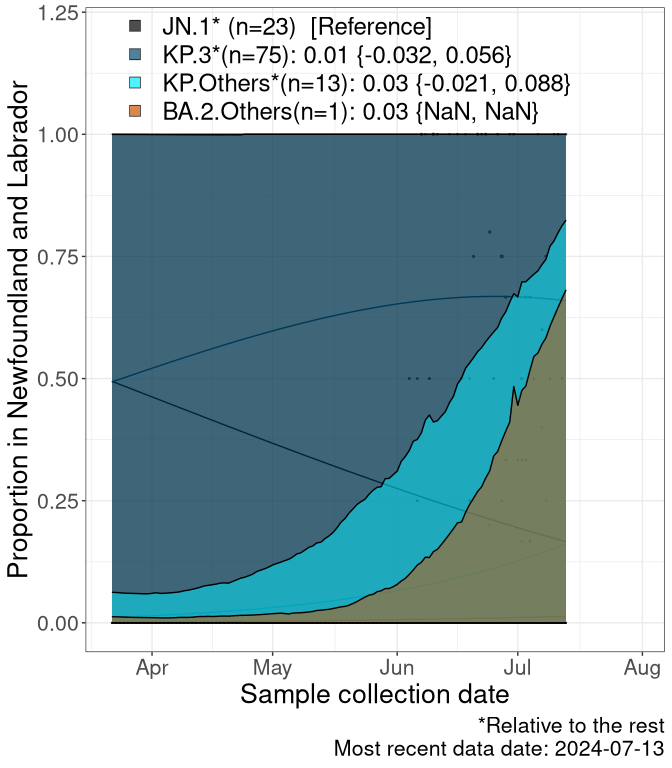 JN.1* (n=23)  [Reference]
KP.3*(n=75): 0.01 {-0.032, 0.056}
KP.Others*(n=13): 0.03 {-0.021, 0.088}
BA.2.Others(n=1): 0.03 {NaN, NaN}
1.25
1.00
0.75
0.50
0.25
0.00
Proportion in Newfoundland and Labrador
Apr May Jun Jul Aug
Sample collection date
*Relative to the rest
Most recent data date: 2024-07-13